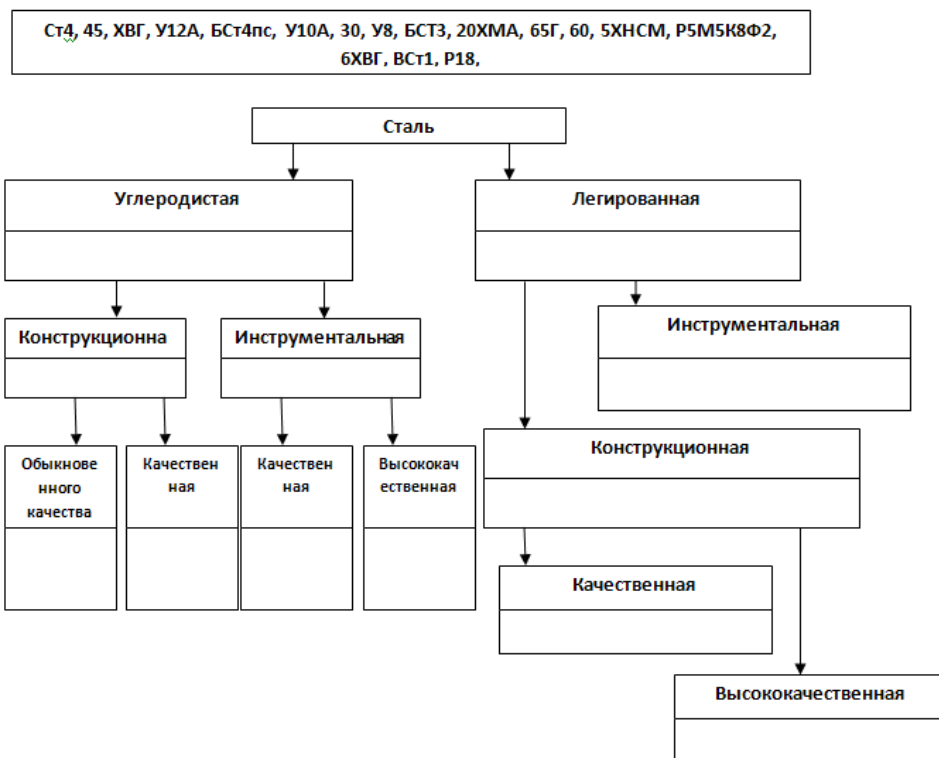 Ст4, 45, ХВГ, У12А, БСт4пс, У10А, 30, У8, БСТ3, 20ХМА, 65Г, 60, 5ХНСМ, Р5М5К8Ф2,
6ХВГ, ВСт1, Р18,
Сталь
Углеродистая
Легированная
Конструкционна
Инструментальная
Инструментальная
Обыкнове
нного
качества
Качествен
ная
Качествен
ная
Высококач
ественная
Конструкционная
Качественная
Высококачественная